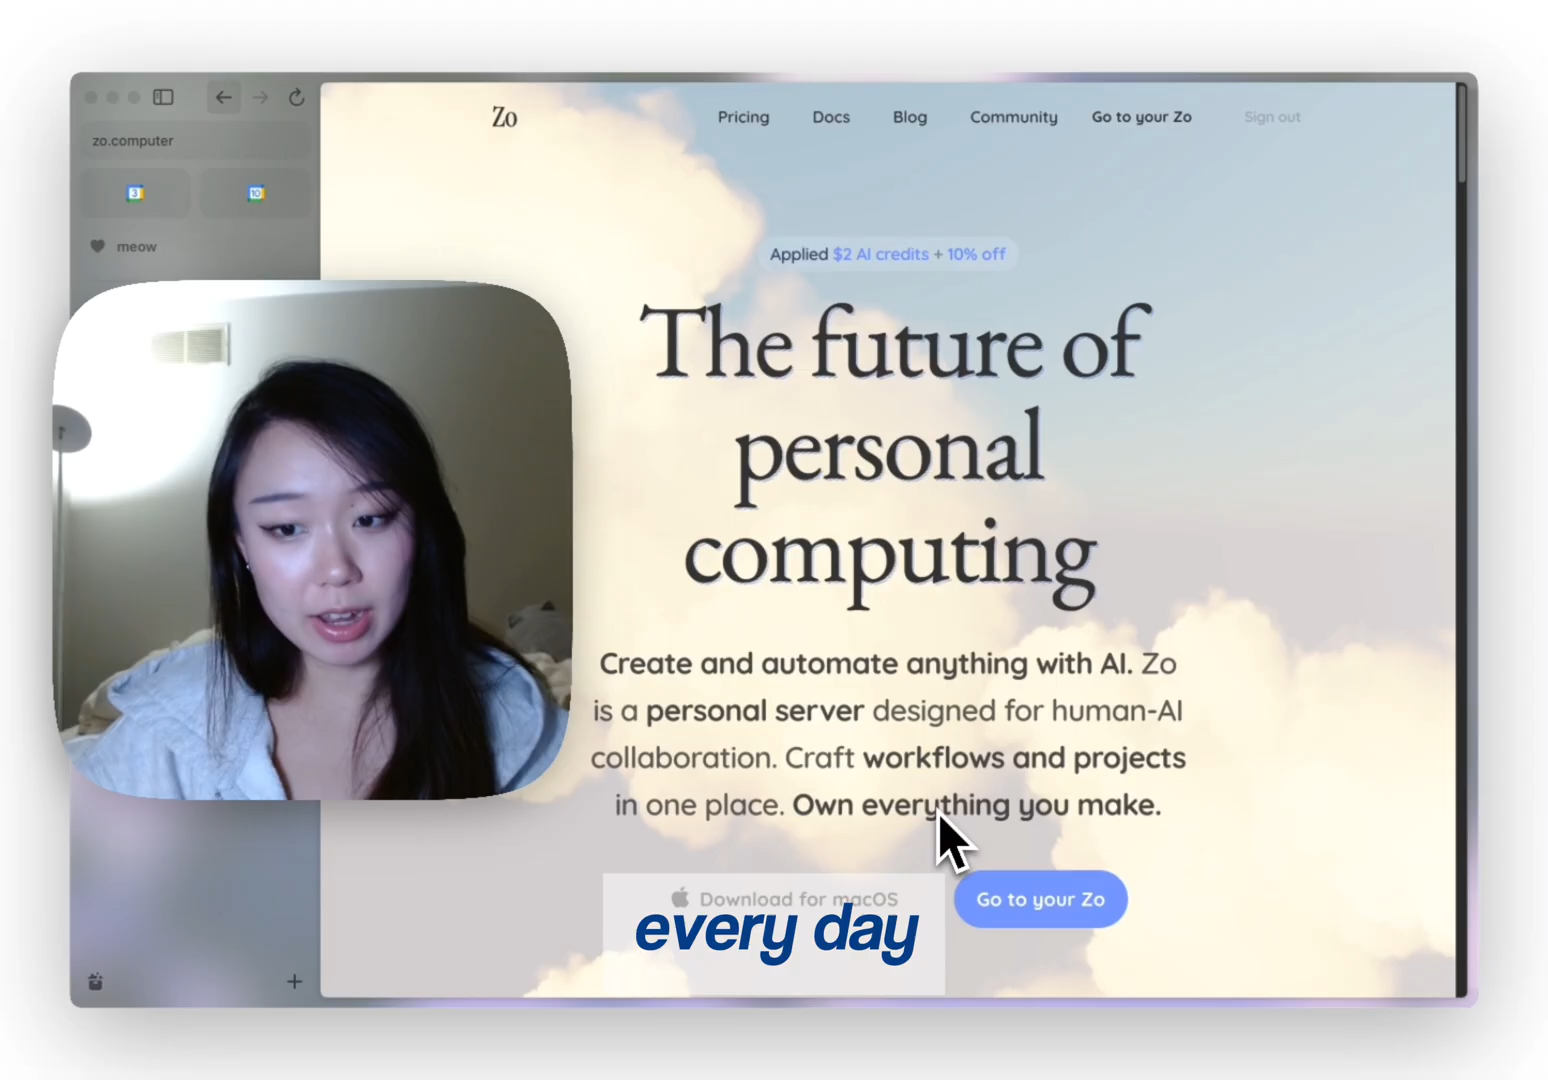 zo.computer
3
10
meow
Zo
Pricing
Docs
Blog
Community
Go to your Zo
Sign out
Applied $2 AI credits + 10% off
The future of
personal
computing
Create and automate anything with AI. Zo
is a personal server designed for human-AI
collaboration. Craft workflows and projects
in one place. Own everything you make.
Download for macOS
Go to your Zo
every day